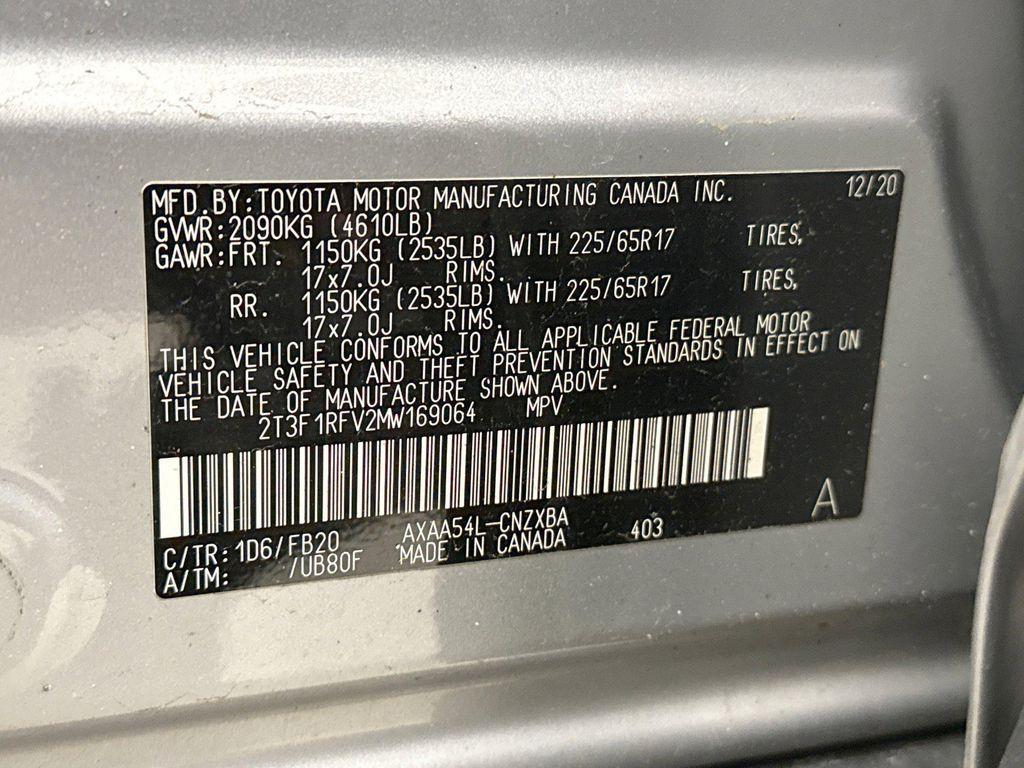 MFD. BY: TOYOTA MOTOR MANUFACTURING CANADA INC. 12/20
GVWR: 2090KG (4610LB)
GAWR: FRT. 1150KG (2535LB) WITH 225/65R17 TIRES,
17x7.0J RIMS.
RR. 1150KG (2535LB) WITH 225/65R17 TIRES,
17x7.0J RIMS.
THIS VEHICLE CONFORMS TO ALL APPLICABLE FEDERAL MOTOR
VEHICLE SAFETY AND THEFT PREVENTION STANDARDS IN EFFECT ON
THE DATE OF MANUFACTURE SHOWN ABOVE.
2T3F1RFV2MW169064 MPV
A
C/TR: 1D6/FB20 AXAA54L-CNZXBA 403
A/TM: /UB80F MADE IN CANADA